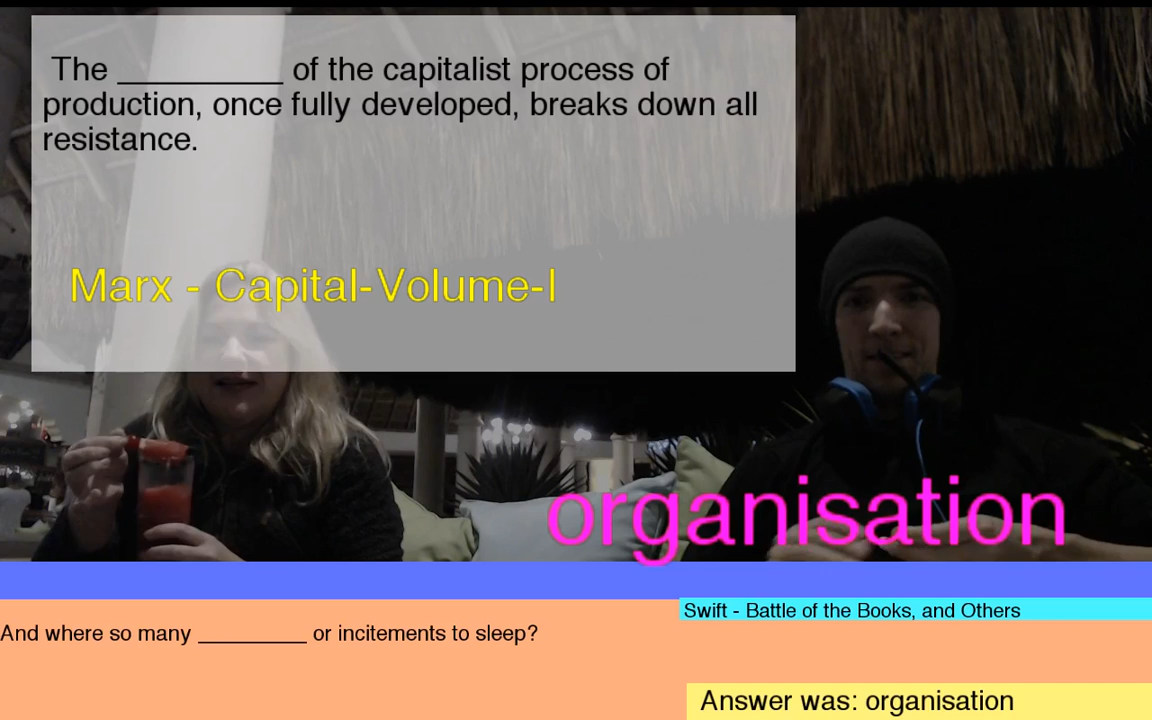 The __________ of the capitalist process of
production, once fully developed, breaks down all
resistance.
Marx - Capital-Volume-I
organisation
Swift - Battle of the Books, and Others
And where so many __________ or incitements to sleep?
Answer was: organisation